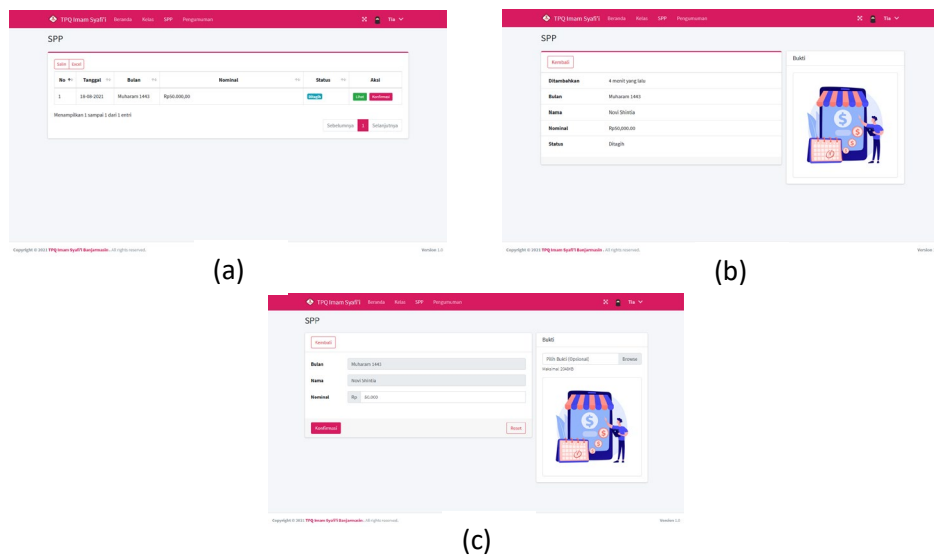 TPQ Imam Syafi'i Beranda Kelas SPP Pengumuman Tia
SPP
Salin Excel
No Tanggal Bulan Nominal Status Aksi
1 16-06-2021 Muharam 1443 Rp50.000,00 Ditagih Lihat Konfirmasi
Menampilkan 1 sampai 1 dari 1 entri
Sebelumnya 1 Selanjutnya
Copyright © 2021 TPQ Imam Syafi'i Banjarmasin. All rights reserved. Version 1.0
(a)
TPQ Imam Syafi'i Beranda Kelas SPP Pengumuman Tia
SPP
Kembali
Ditambahkan 4 menit yang lalu
Bulan Muharam 1443
Nama Novi Shintia
Nominal Rp50,000.00
Status Ditagih
Bukti
Copyright © 2021 TPQ Imam Syafi'i Banjarmasin. All rights reserved. Version
(b)
TPQ Imam Syafi'i Beranda Kelas SPP Pengumuman Tia
SPP
Kembali
Bulan Muharam 1443
Nama Novi Shintia
Nominal Rp 50.000
Konfirmasi Reset
Bukti
Pilih Bukti (Opsional) Browse
Maksimal 2048KB
Copyright © 2021 TPQ Imam Syafi'i Banjarmasin. All rights reserved. Version 1.0
(c)